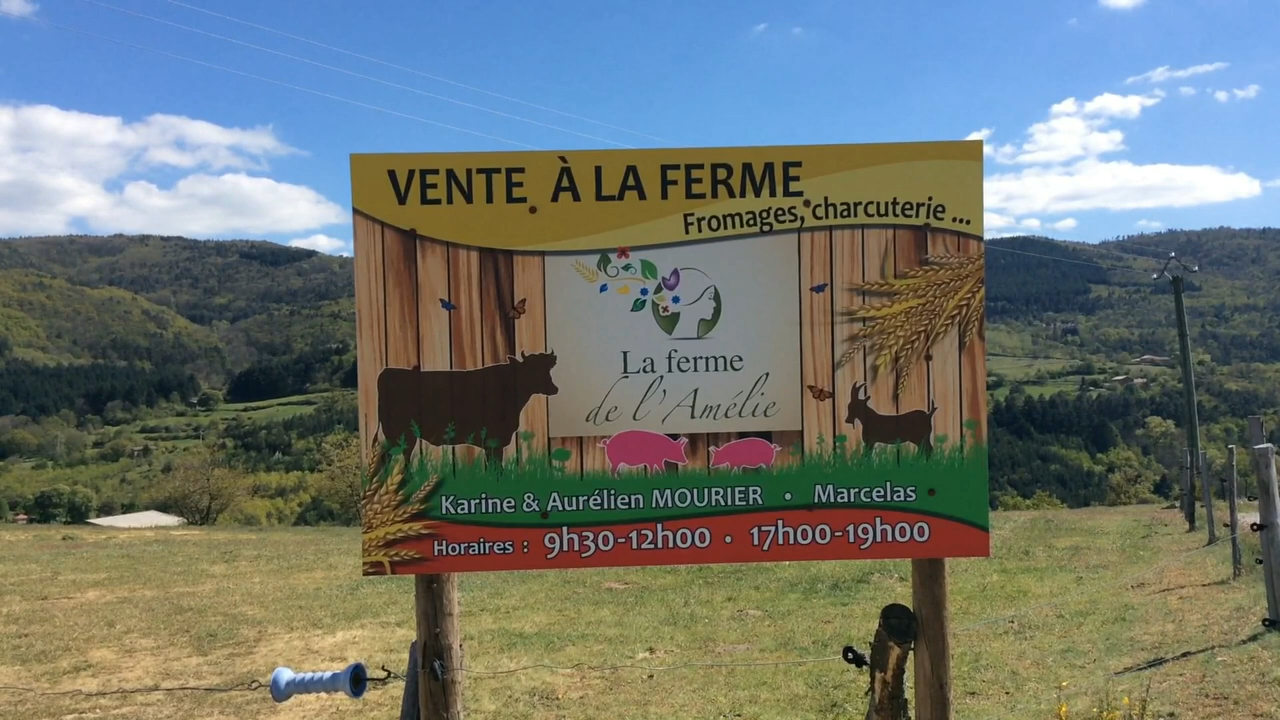 VENTE À LA FERME
Fromages, charcuterie ...
La ferme
de l'Amélie
Karine & Aurélien MOURIER • Marcelas
Horaires : 9h30-12h00 • 17h00-19h00